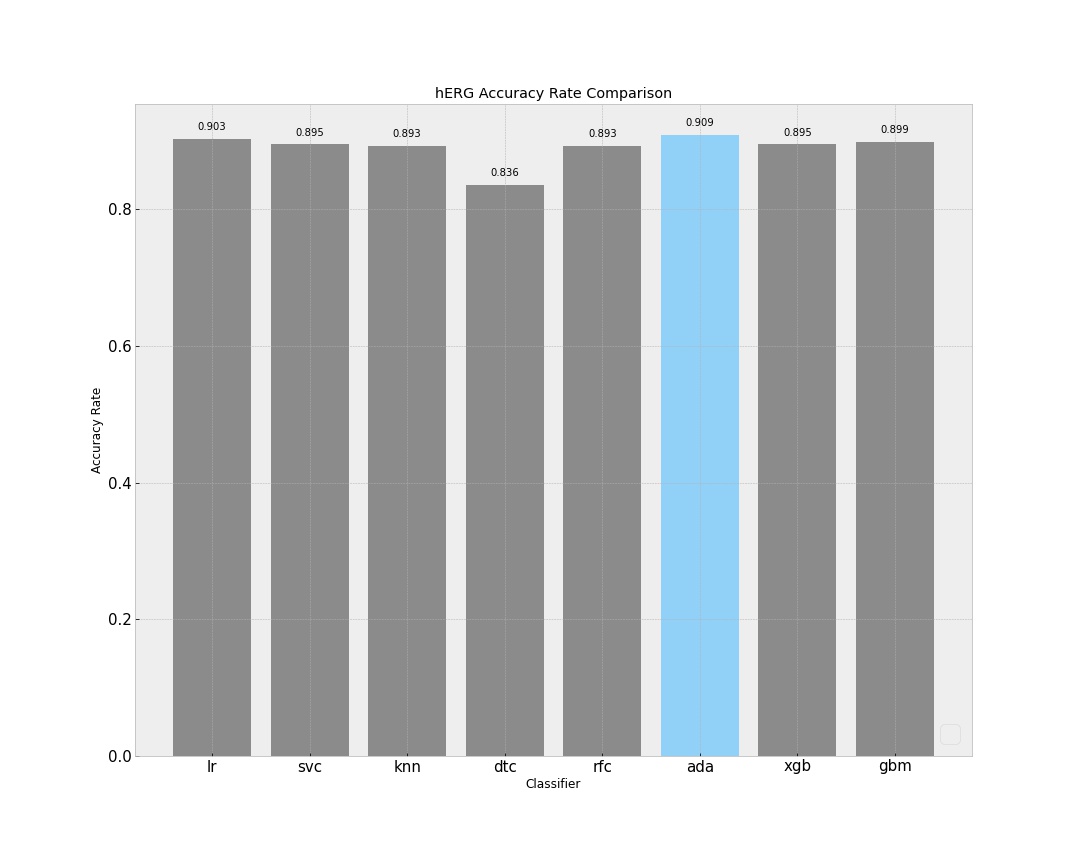 hERG Accuracy Rate Comparison
0.903 0.895 0.893 0.836 0.893 0.909 0.895 0.899
0.8
0.6
0.4
0.2
0.0
Accuracy Rate
lr svc knn dtc rfc ada xgb gbm
Classifier